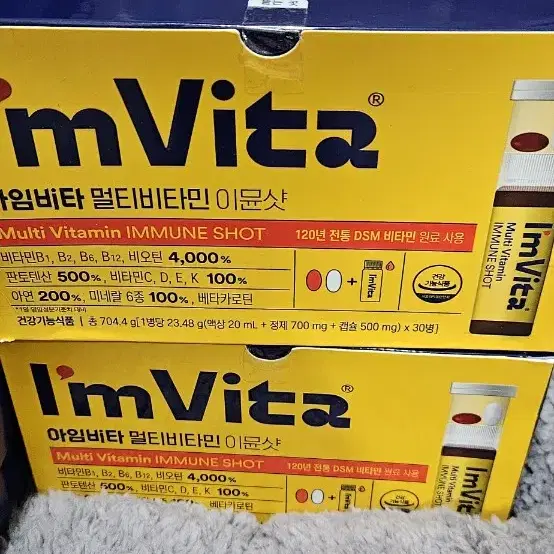 I'mVita®
아임비타 멀티비타민 이뮨샷
Multi Vitamin IMMUNE SHOT 120년 전통 DSM 비타민 원료 사용
비타민B1, B2, B6, B12, 비오틴 4,000%
판토텐산 500%, 비타민C, D, E, K 100%
아연 200%, 미네랄 6종 100%, 베타카로틴
건강기능식품 | 총 704.4 g[1병당 23.48 g(액상 20 mL + 정제 700 mg + 캡슐 500 mg) x 30병]
건강
기능식품
I'mVita
Multi Vitamin
IMMUNE SHOT
I'mVita®
아임비타 멀티비타민 이뮨샷
Multi Vitamin IMMUNE SHOT 120년 전통 DSM 비타민 원료 사용
비타민B1, B2, B6, B12, 비오틴 4,000%
판토텐산 500%, 비타민C, D, E, K 100%
I'mVita
Multi Vitamin
IMMUNE SHOT